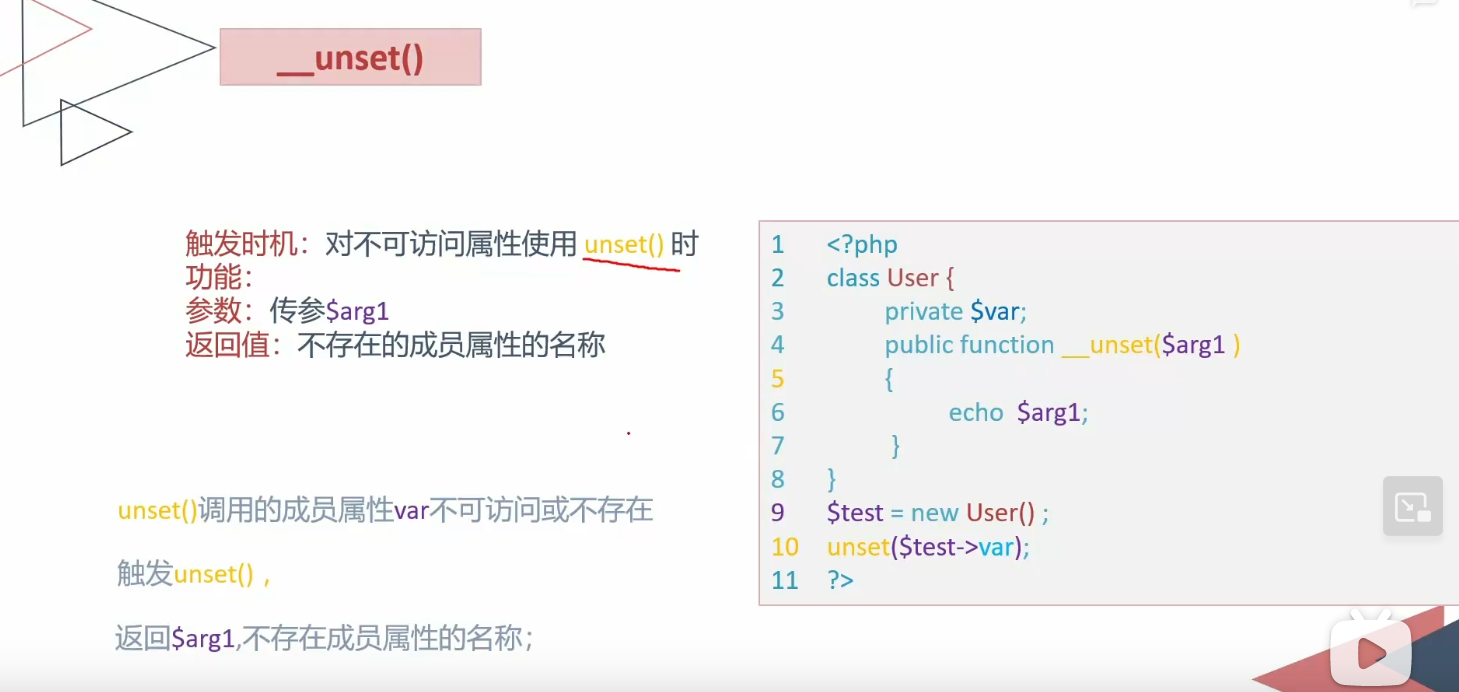 __unset()
触发时机：对不可访问属性使用 unset() 时
功能：
参数：传参$arg1
返回值：不存在的成员属性的名称
unset()调用的成员属性var不可访问或不存在
触发unset() ,
返回$arg1,不存在成员属性的名称；
1 <?php
2 class User {
3 private $var;
4 public function __unset($arg1 )
5 {
6 echo $arg1;
7 }
8 }
9 $test = new User() ;
10 unset($test->var);
11 ?>